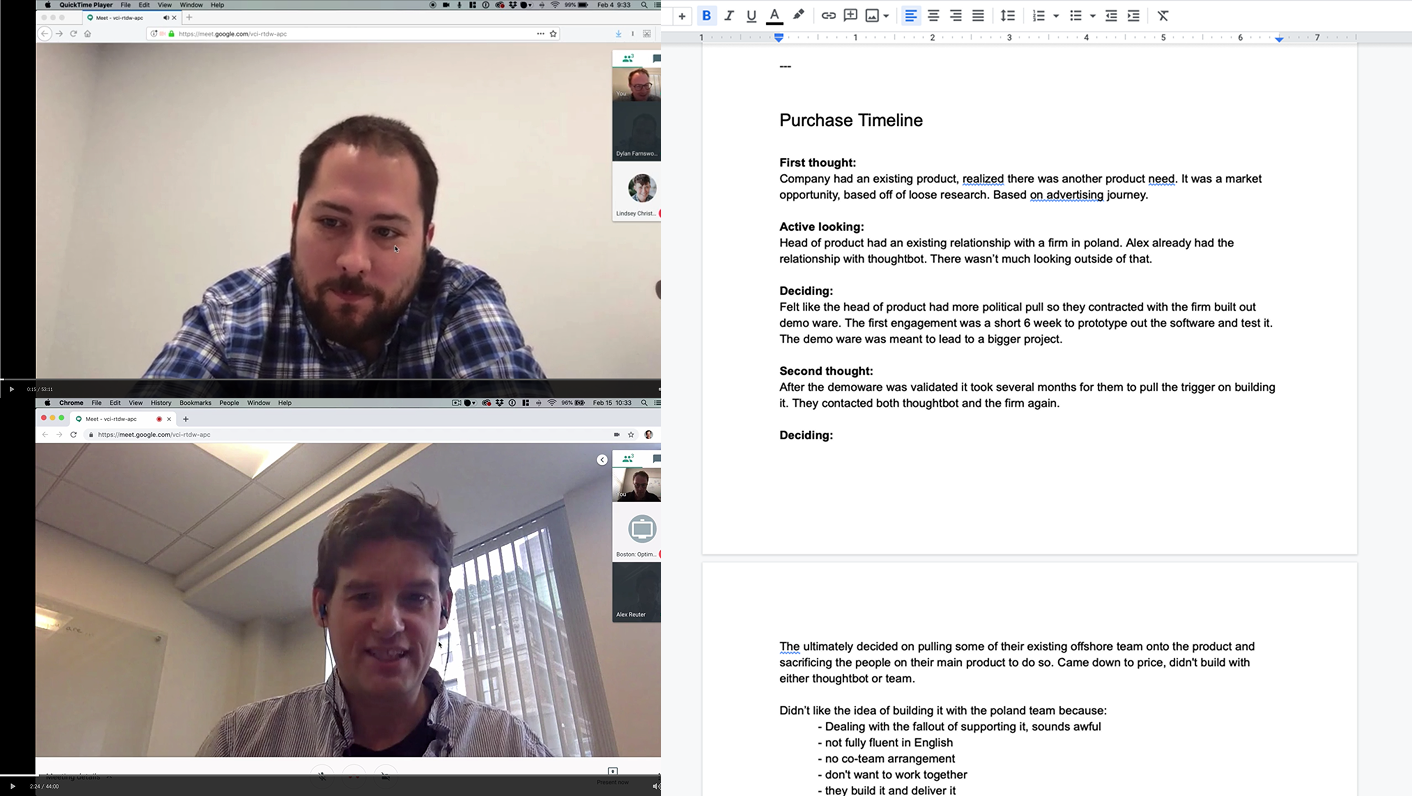 QuickTime Player File Edit View Window Help 99% Feb 4 9:33
Meet - vci-rtdw-apc
https://meet.google.com/vci-rtdw-apc
You
Dylan Farnswo...
Lindsey Christ...
0:15 / 53:11
Chrome File Edit View History Bookmarks People Window Help 96% Feb 15 10:33
Meet - vci-rtdw-apc
https://meet.google.com/vci-rtdw-apc
You
Boston: Optim...
Alex Reuter
Meeting details
Present now
2:24 / 44:00
B I U A
1 1 2 3 4 5 6 7
---
Purchase Timeline
First thought:
Company had an existing product, realized there was another product need. It was a market
opportunity, based off of loose research. Based on advertising journey.
Active looking:
Head of product had an existing relationship with a firm in poland. Alex already had the
relationship with thoughtbot. There wasn't much looking outside of that.
Deciding:
Felt like the head of product had more political pull so they contracted with the firm built out
demo ware. The first engagement was a short 6 week to prototype out the software and test it.
The demo ware was meant to lead to a bigger project.
Second thought:
After the demoware was validated it took several months for them to pull the trigger on building
it. They contacted both thoughtbot and the firm again.
Deciding:
The ultimately decided on pulling some of their existing offshore team onto the product and
sacrificing the people on their main product to do so. Came down to price, didn't build with
either thoughtbot or team.
Didn't like the idea of building it with the poland team because:
- Dealing with the fallout of supporting it, sounds awful
- not fully fluent in English
- no co-team arrangement
- don't want to work together
- they build it and deliver it